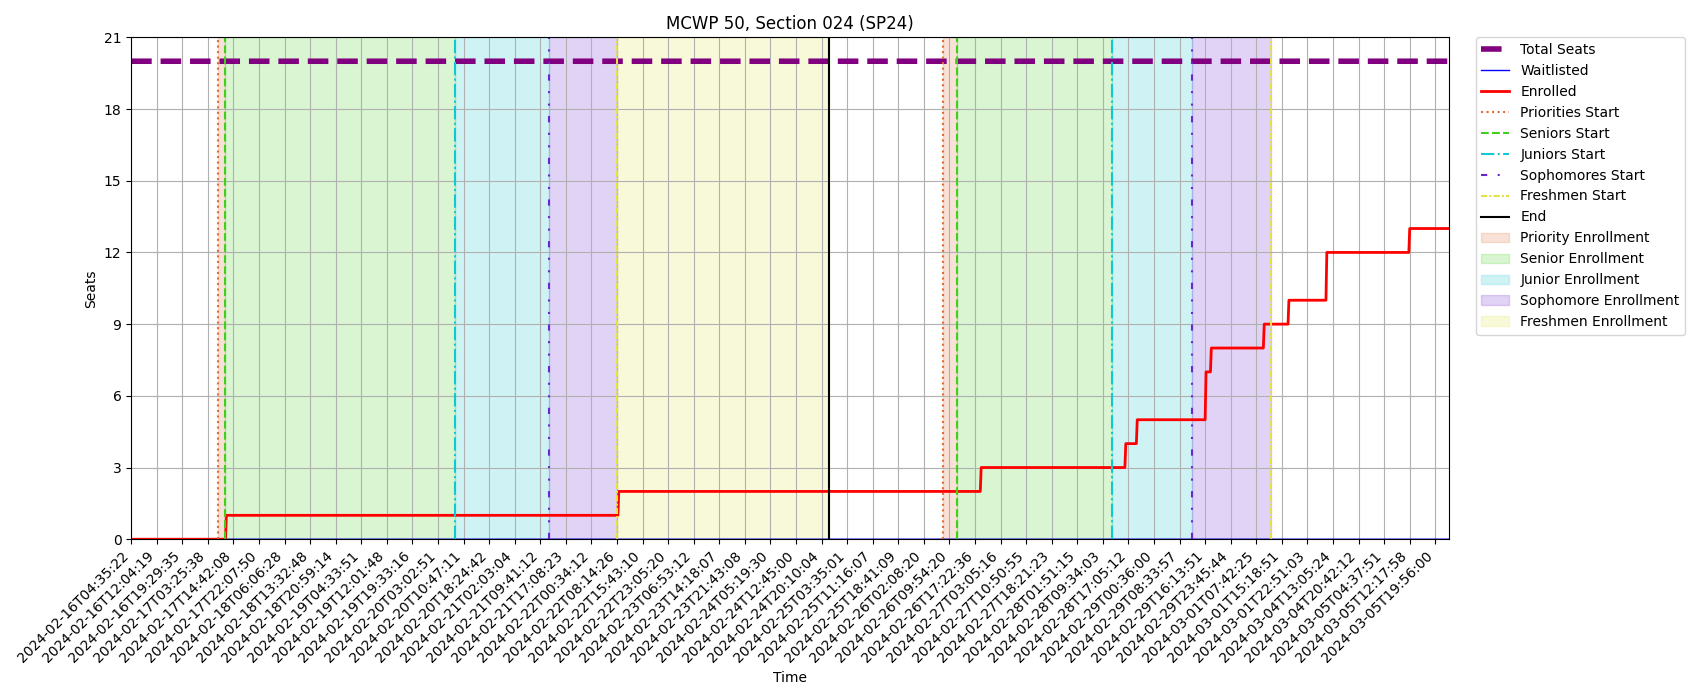 MCWP 50, Section 024 (SP24)
21
18
15
12
9
6
3
0
Seats
2024-02-16T04:35:22
2024-02-16T12:04:19
2024-02-16T19:29:35
2024-02-17T03:25:38
2024-02-17T14:42:08
2024-02-17T22:07:50
2024-02-18T06:06:28
2024-02-18T13:32:48
2024-02-18T20:59:14
2024-02-19T04:33:51
2024-02-19T12:01:48
2024-02-19T19:33:16
2024-02-20T03:02:51
2024-02-20T10:47:11
2024-02-20T18:24:42
2024-02-21T02:03:04
2024-02-21T09:41:12
2024-02-21T17:08:23
2024-02-22T00:34:12
2024-02-22T08:14:26
2024-02-22T15:43:10
2024-02-22T23:05:20
2024-02-23T06:53:12
2024-02-23T14:18:07
2024-02-23T21:43:08
2024-02-24T05:19:30
2024-02-24T12:45:00
2024-02-24T20:10:04
2024-02-25T03:35:01
2024-02-25T11:16:07
2024-02-25T18:41:09
2024-02-26T02:08:20
2024-02-26T09:54:20
2024-02-26T17:22:36
2024-02-27T03:05:16
2024-02-27T10:50:55
2024-02-27T18:21:23
2024-02-28T01:51:15
2024-02-28T09:34:03
2024-02-28T17:05:12
2024-02-29T00:36:00
2024-02-29T08:33:57
2024-02-29T16:13:51
2024-02-29T23:45:44
2024-03-01T07:42:25
2024-03-01T15:18:51
2024-03-01T22:51:03
2024-03-04T13:05:24
2024-03-04T20:42:12
2024-03-05T04:37:51
2024-03-05T12:17:58
2024-03-05T19:56:00
Time
Total Seats
Waitlisted
Enrolled
Priorities Start
Seniors Start
Juniors Start
Sophomores Start
Freshmen Start
End
Priority Enrollment
Senior Enrollment
Junior Enrollment
Sophomore Enrollment
Freshmen Enrollment